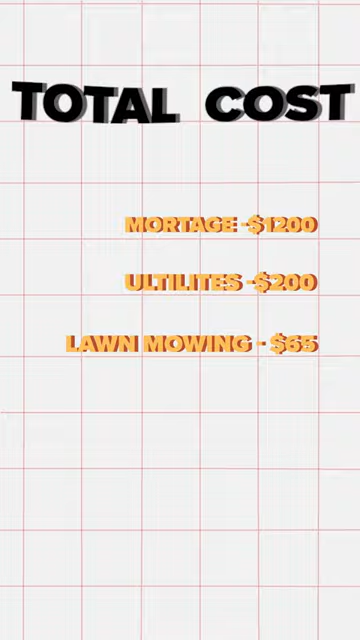 TOTAL COST
MORTAGE -$1200
ULTILITES -$200
LAWN MOWING - $65